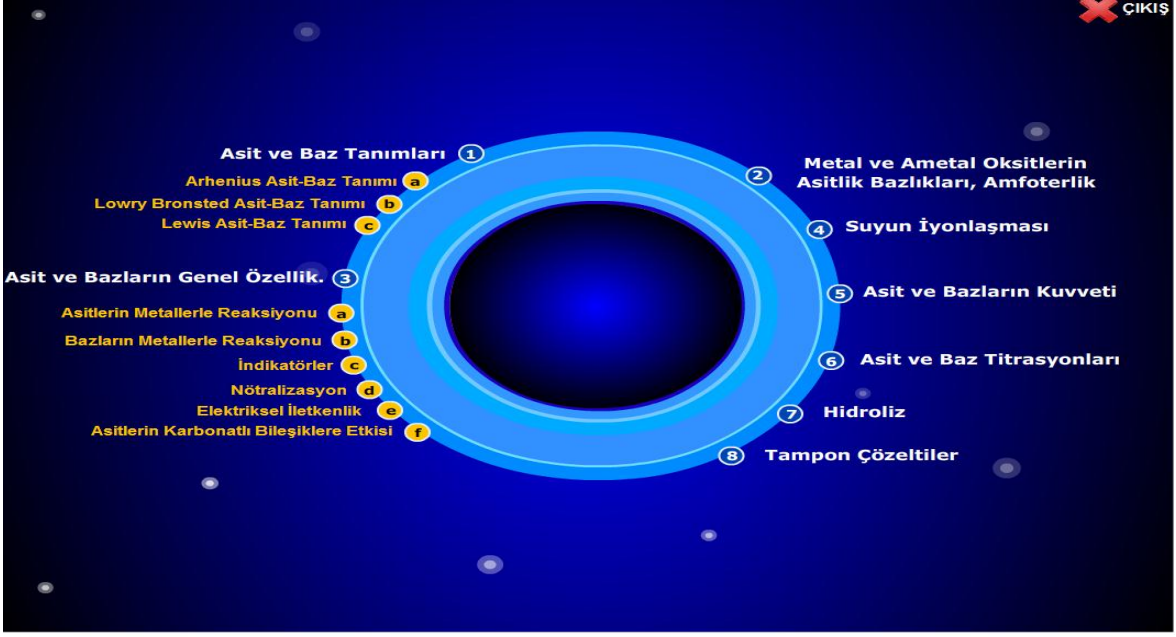 ÇIKIŞ
Asit ve Baz Tanımları 1
Arhenius Asit-Baz Tanımı a
Lowry Bronsted Asit-Baz Tanımı b
Lewis Asit-Baz Tanımı c
Asit ve Bazların Genel Özellik. 3
Asitlerin Metallerle Reaksiyonu a
Bazların Metallerle Reaksiyonu b
İndikatörler c
Nötralizasyon d
Elektriksel İletkenlik e
Asitlerin Karbonatlı Bileşiklere Etkisi f
2 Metal ve Ametal Oksitlerin
Asitlik Bazlıkları, Amfoterlik
4 Suyun İyonlaşması
5 Asit ve Bazların Kuvveti
6 Asit ve Baz Titrasyonları
7 Hidroliz
8 Tampon Çözeltiler